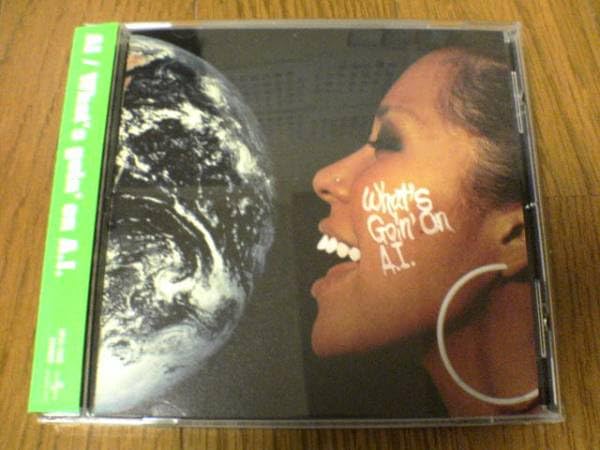 AI / What's goin' on A.I.
What's
Goin' On
A.I.